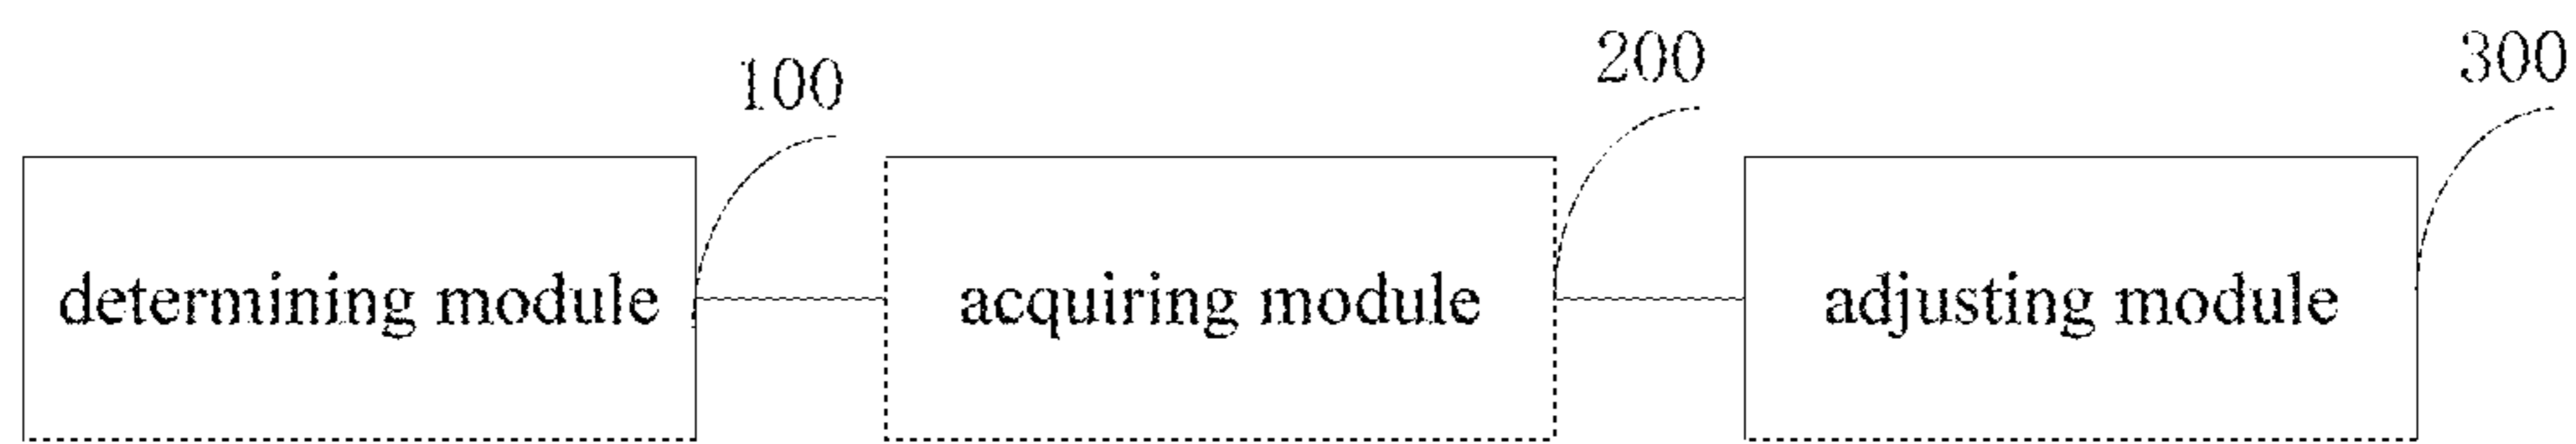 100
200
300
determining module
acquiring module
adjusting module